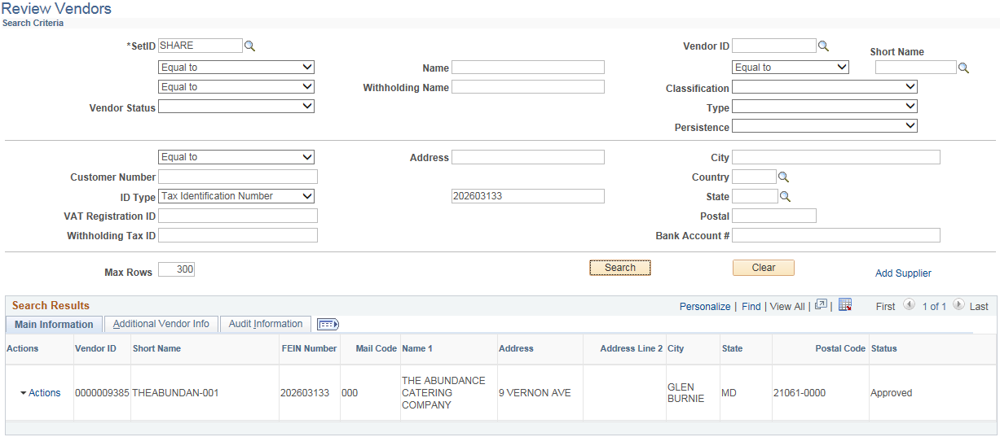 Review Vendors
Search Criteria
*SetID SHARE Vendor ID Short Name
Equal to Name Equal to
Equal to Withholding Name Classification
Vendor Status Type
Persistence
Equal to Address City
Customer Number Country
ID Type Tax Identification Number 202603133 State
VAT Registration ID Postal
Withholding Tax ID Bank Account #
Max Rows 300 Search Clear Add Supplier
Search Results Personalize | Find | View All | | First 1 of 1 Last
Main Information Additional Vendor Info Audit Information
Actions Vendor ID Short Name FEIN Number Mail Code Name 1 Address Address Line 2 City State Postal Code Status
Actions 0000009385 THEABUNDAN-001 202603133 000 THE ABUNDANCE CATERING COMPANY 9 VERNON AVE GLEN BURNIE MD 21061-0000 Approved